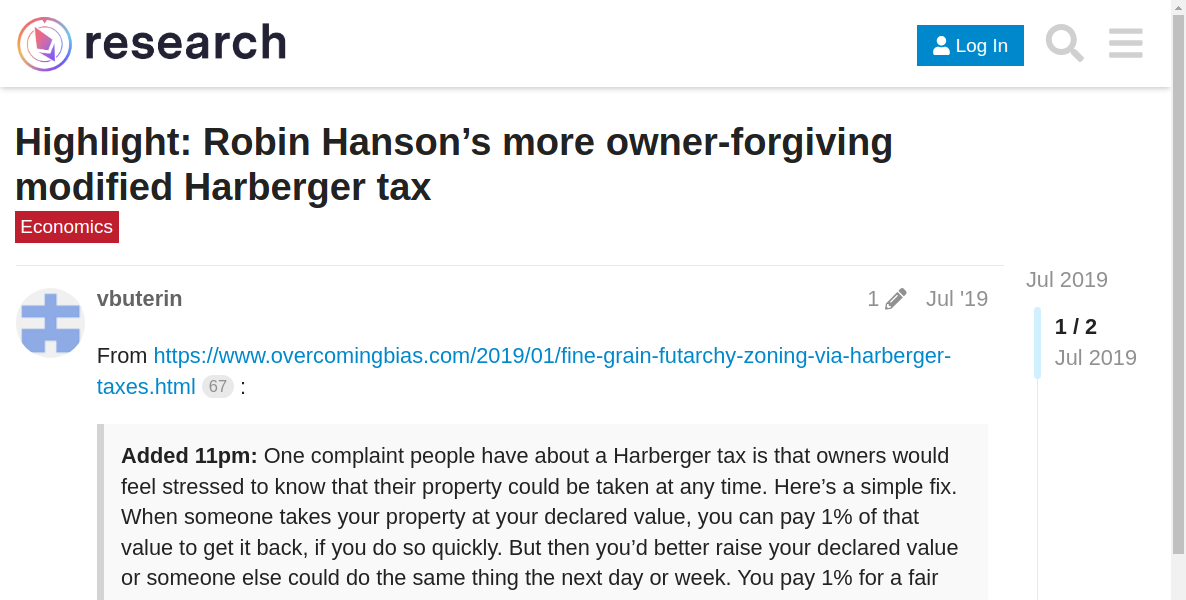 research
Log In
Highlight: Robin Hanson’s more owner-forgiving
modified Harberger tax
Economics
Jul 2019
vbuterin
1
Jul '19
1 / 2
Jul 2019
From https://www.overcomingbias.com/2019/01/fine-grain-futarchy-zoning-via-harberger-
taxes.html 67 :
Added 11pm: One complaint people have about a Harberger tax is that owners would
feel stressed to know that their property could be taken at any time. Here’s a simple fix.
When someone takes your property at your declared value, you can pay 1% of that
value to get it back, if you do so quickly. But then you’d better raise your declared value
or someone else could do the same thing the next day or week. You pay 1% for a fair